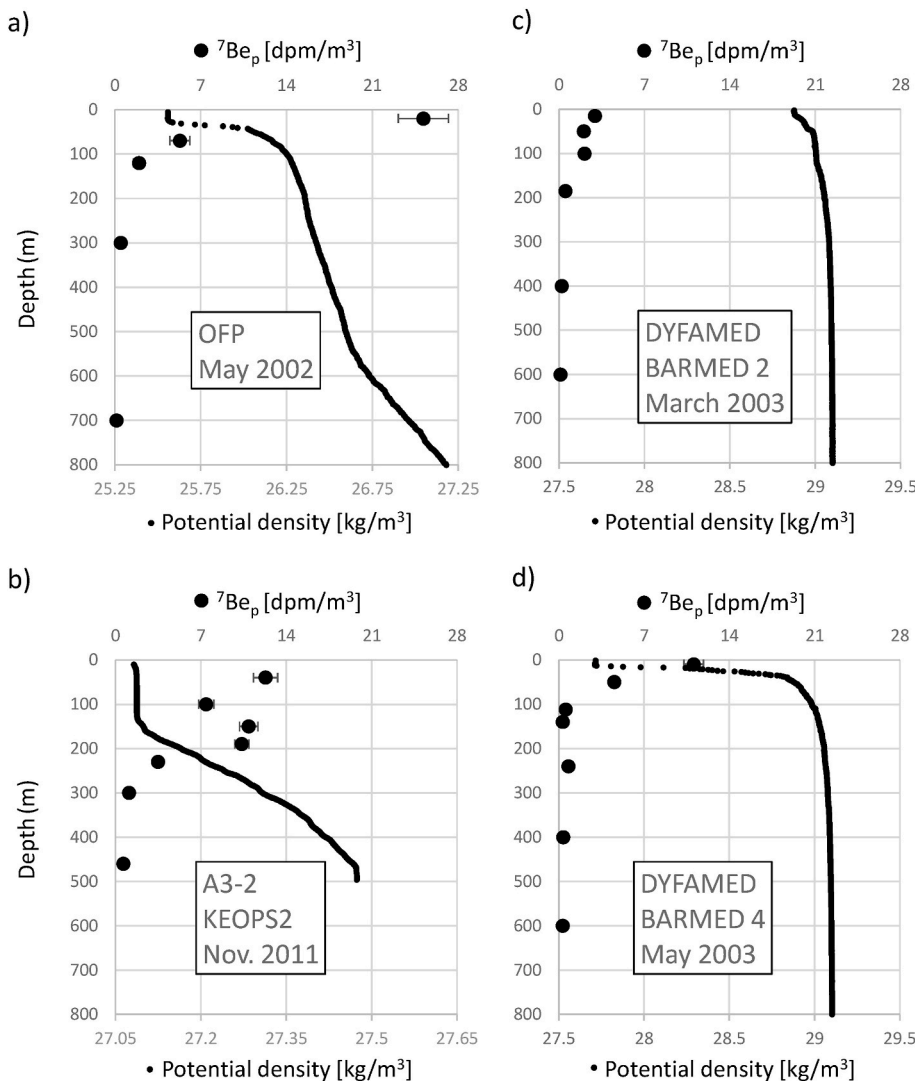 a)
● ⁷Beₚ [dpm/m³]
0 7 14 21 28
0
100
200
300
400
500
600
700
800
Depth (m)
OFP
May 2002
25.25 25.75 26.25 26.75 27.25
• Potential density [kg/m³]
c)
● ⁷Beₚ [dpm/m³]
0 7 14 21 28
0
100
200
300
400
500
600
700
800
DYFAMED
BARMED 2
March 2003
27.5 28 28.5 29 29.5
• Potential density [kg/m³]
b)
● ⁷Beₚ [dpm/m³]
0 7 14 21 28
0
100
200
300
400
500
600
700
800
Depth (m)
A3-2
KEOPS2
Nov. 2011
27.05 27.2 27.35 27.5 27.65
• Potential density [kg/m³]
d)
● ⁷Beₚ [dpm/m³]
0 7 14 21 28
0
100
200
300
400
500
600
700
800
DYFAMED
BARMED 4
May 2003
27.5 28 28.5 29 29.5
• Potential density [kg/m³]